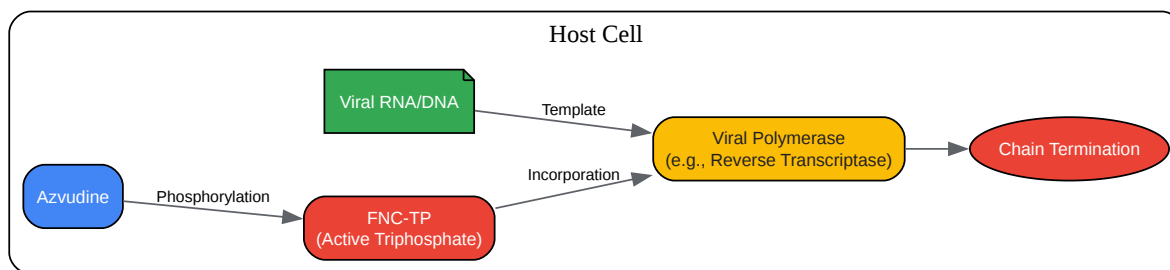 Host Cell
Viral RNA/DNA
Template
Viral Polymerase
(e.g., Reverse Transcriptase)
Chain Termination
Azvudine
Phosphorylation
FNC-TP
(Active Triphosphate)
Incorporation